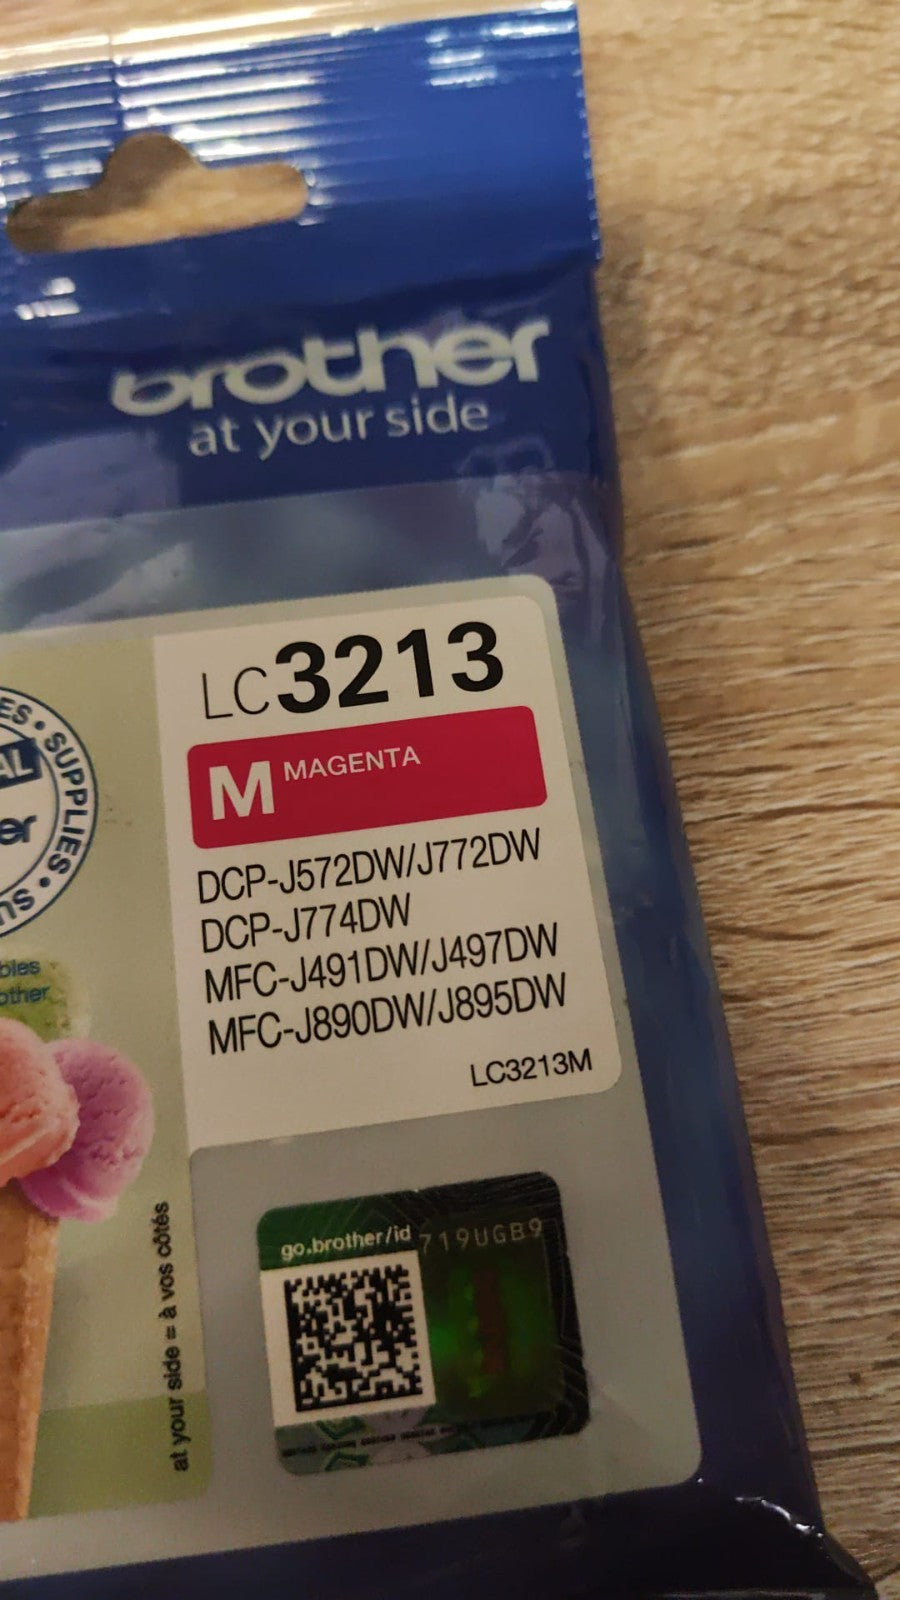 brother
at your side
LC3213
M MAGENTA
DCP-J572DW/J772DW
DCP-J774DW
MFC-J491DW/J497DW
MFC-J890DW/J895DW
LC3213M
SUPPLIES
at your side = à vos côtés
go.brother/id
719UGB9